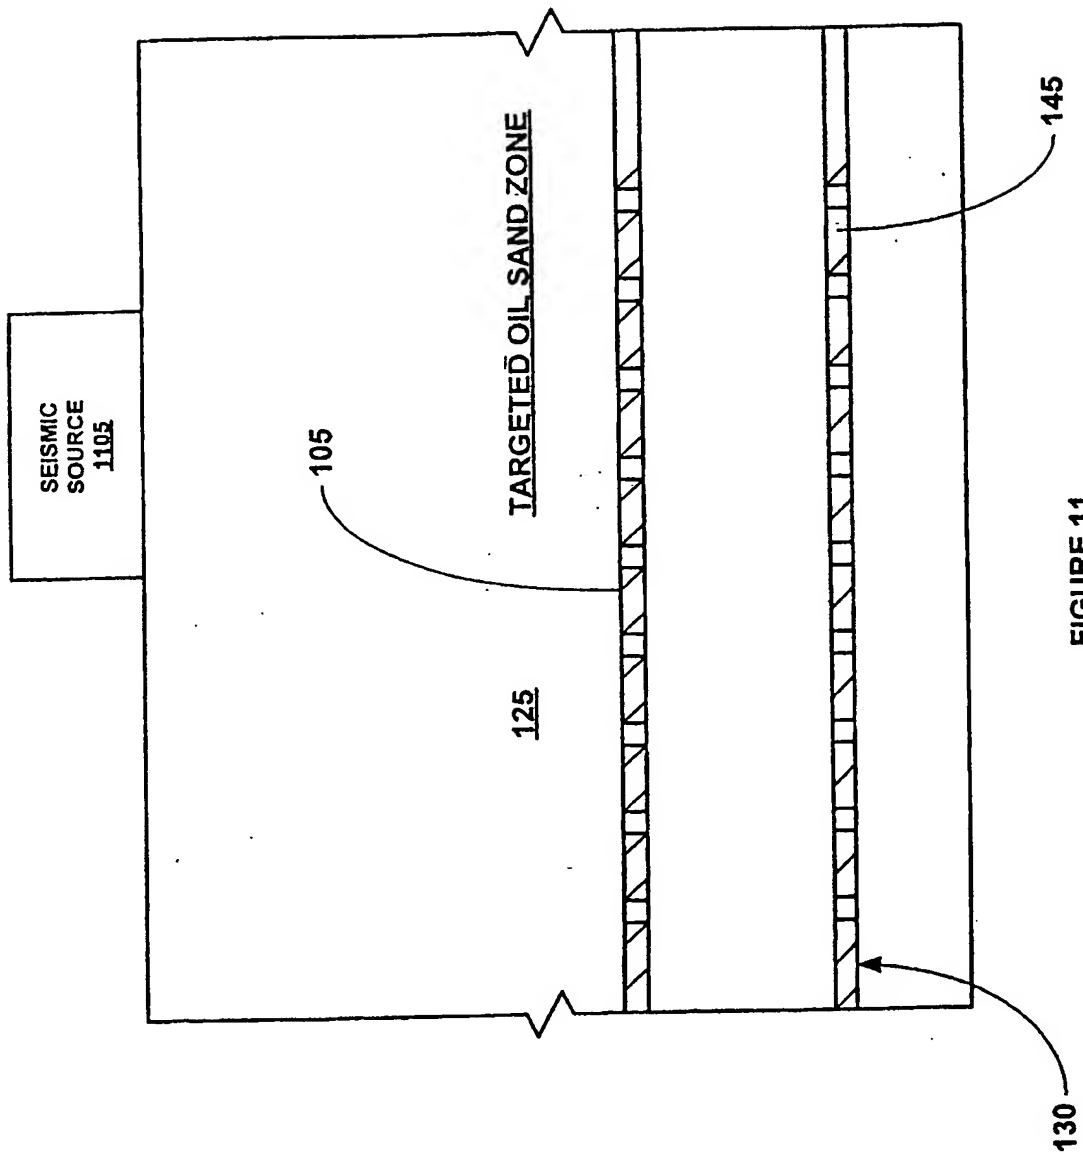 SEISMIC
SOURCE
1105
105
125
TARGETED OIL SAND ZONE
145
130
FIGURE 11